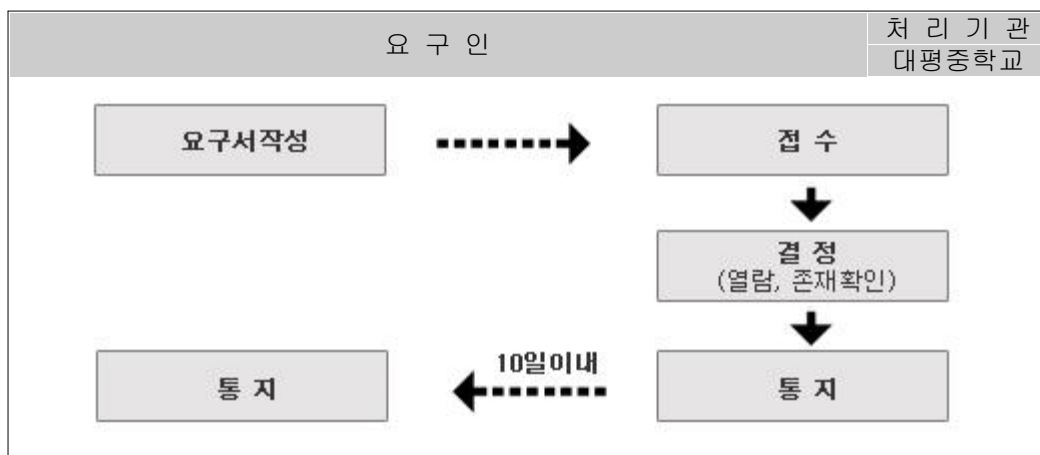 요 구 인
처 리 기 관
대평중학교
요구서작성
접 수
결 정
(열람, 존재확인)
10일이내
통 지
통 지